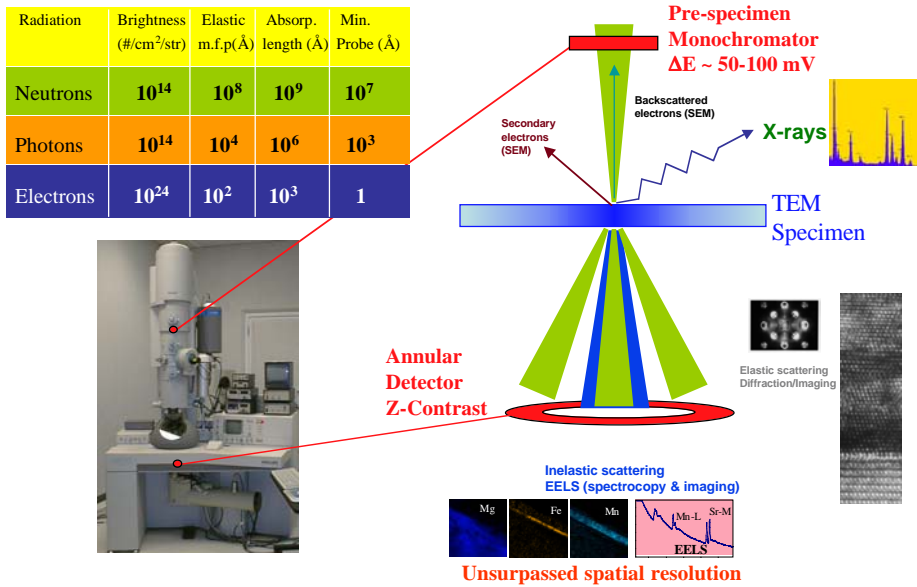 Radiation Brightness Elastic Absorp. Min.
(#/cm²/str) m.f.p(Å) length (Å) Probe (Å)
Neutrons 10¹⁴ 10⁸ 10⁹ 10⁷
Photons 10¹⁴ 10⁴ 10⁶ 10³
Electrons 10²⁴ 10² 10³ 1
Pre-specimen
Monochromator
ΔE ~ 50-100 mV
Backscattered
electrons (SEM)
Secondary
electrons
(SEM)
X-rays
TEM
Specimen
Annular
Detector
Z-Contrast
Elastic scattering
Diffraction/Imaging
Inelastic scattering
EELS (spectrocopy & imaging)
Mg
Fe
Mn
Mn-L
Sr-M
EELS
Unsurpassed spatial resolution